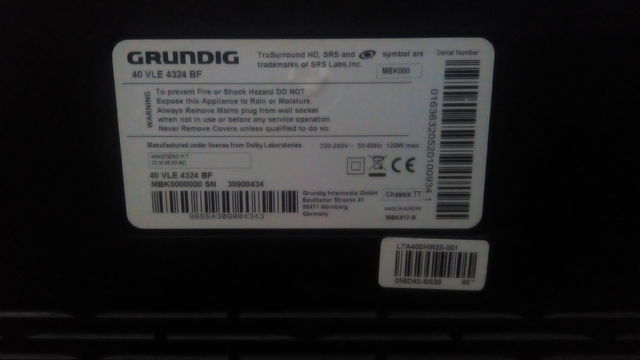 GRUNDIG
40 VLE 4324 BF
TruSurround HD, SRS and symbol are
trademarks of SRS Labs,Inc.
Serial Number
MBK000
WARNING
To prevent Fire or Shock Hazard DO NOT
Expose this Appliance to Rain or Moisture.
Always Remove Mains plug from wall socket
when not in use or before any service operation.
Never Remove Covers unless qualified to do so.
Manufactured under license from Dolby Laboratories
220-240V~ 50-60Hz 120W max
MINISTERO P.T.
40 VLE 4324 BF
MBK0000000 SN 30900434
Grundig Intermedia GmbH
Beuthener Strasse 41
90471 Nürnberg
Germany
CE
Chassis TT
MADE IN EUROPE
MBK812-B
LTA400HM23-001
40"